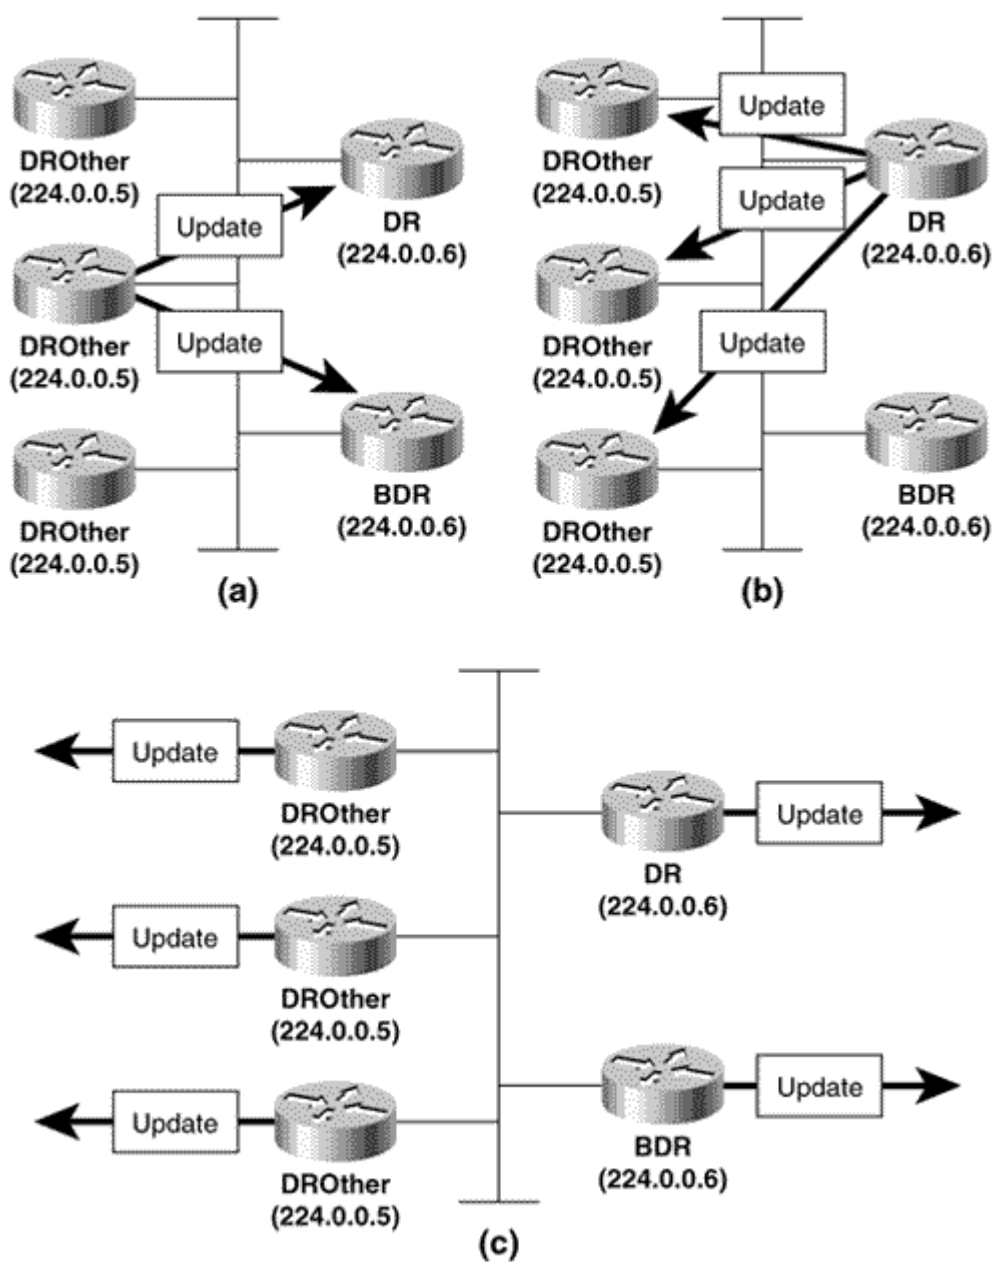 DROther
(224.0.0.5)
Update
DR
(224.0.0.6)
DROther
(224.0.0.5)
Update
BDR
(224.0.0.6)
DROther
(224.0.0.5)
(a)
Update
DROther
(224.0.0.5)
Update
DR
(224.0.0.6)
DROther
(224.0.0.5)
Update
BDR
(224.0.0.6)
DROther
(224.0.0.5)
(b)
Update
DROther
(224.0.0.5)
Update
DR
(224.0.0.6)
Update
DROther
(224.0.0.5)
Update
BDR
(224.0.0.6)
Update
DROther
(224.0.0.5)
(c)